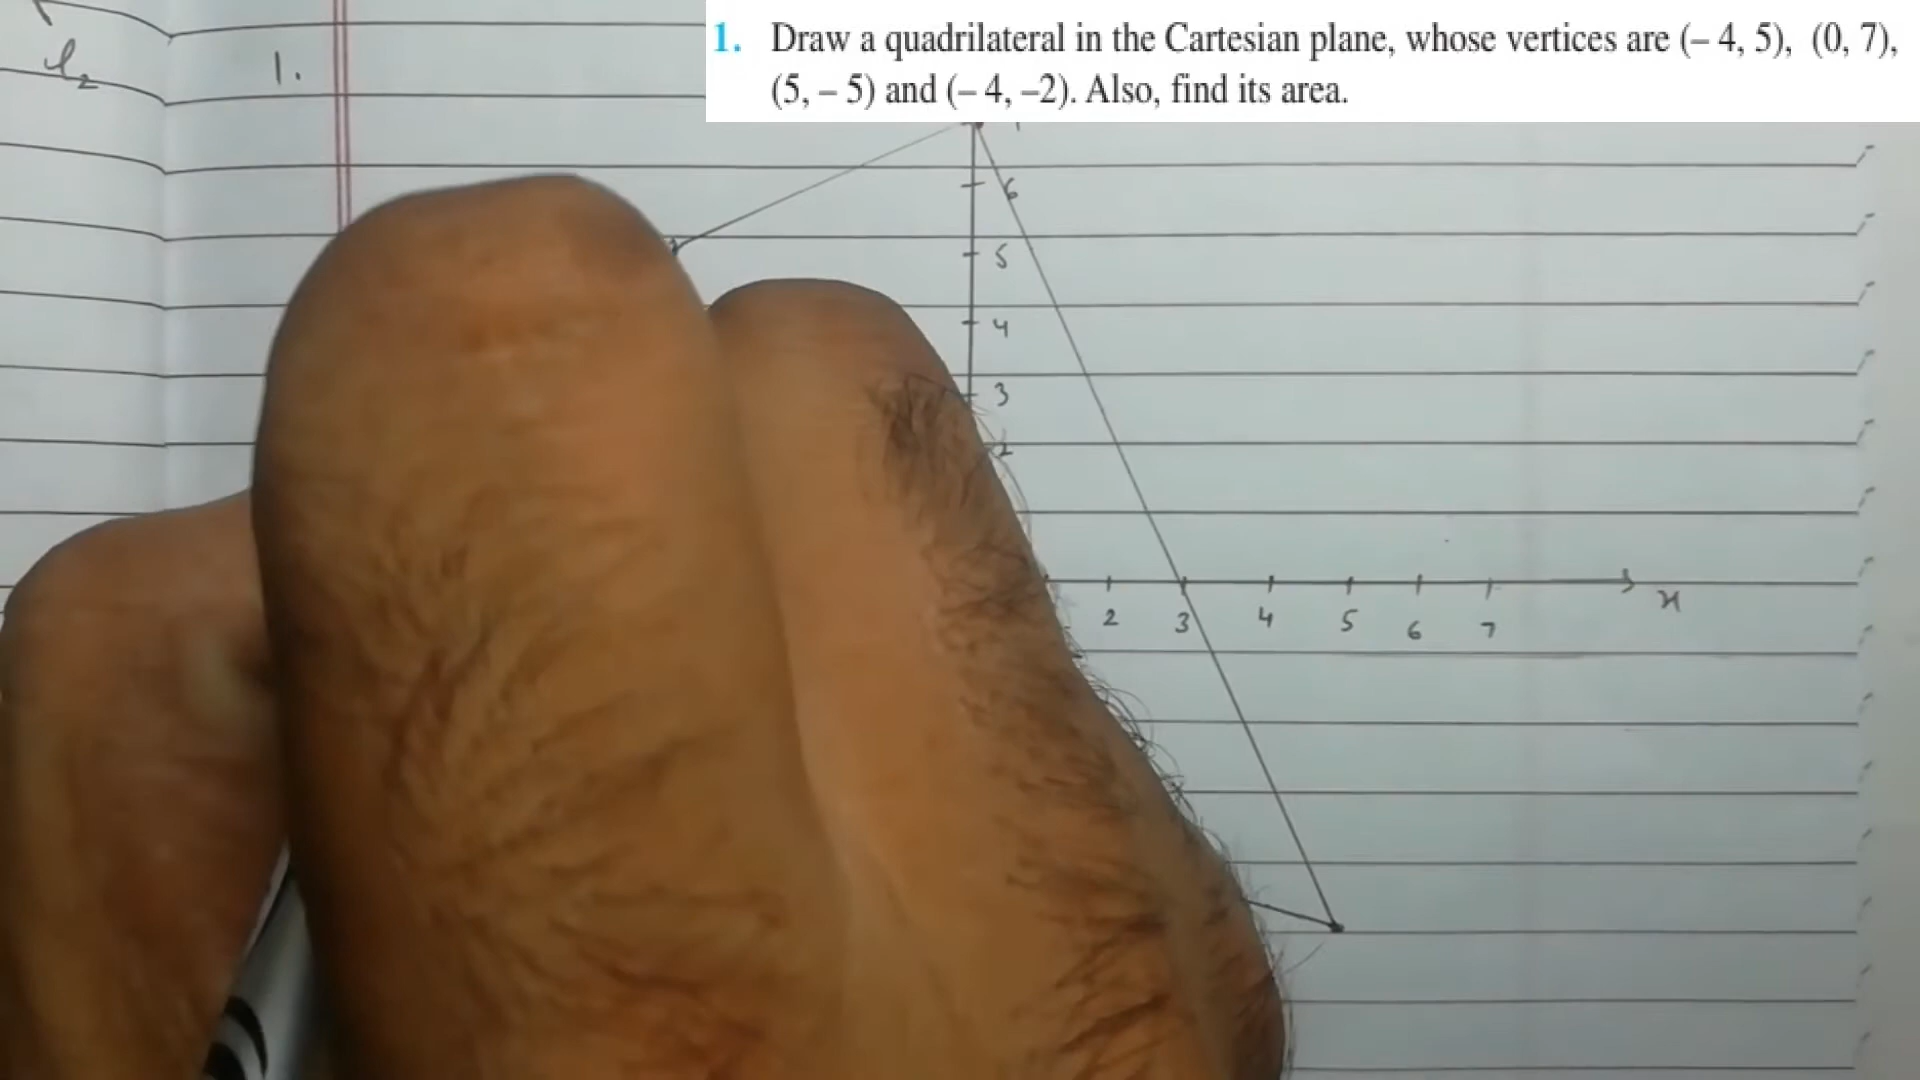 1. Draw a quadrilateral in the Cartesian plane, whose vertices are (– 4, 5), (0, 7),
(5, – 5) and (– 4, –2). Also, find its area.
l₂
1.
6
5
4
3
2
2 3 4 5 6 7
x